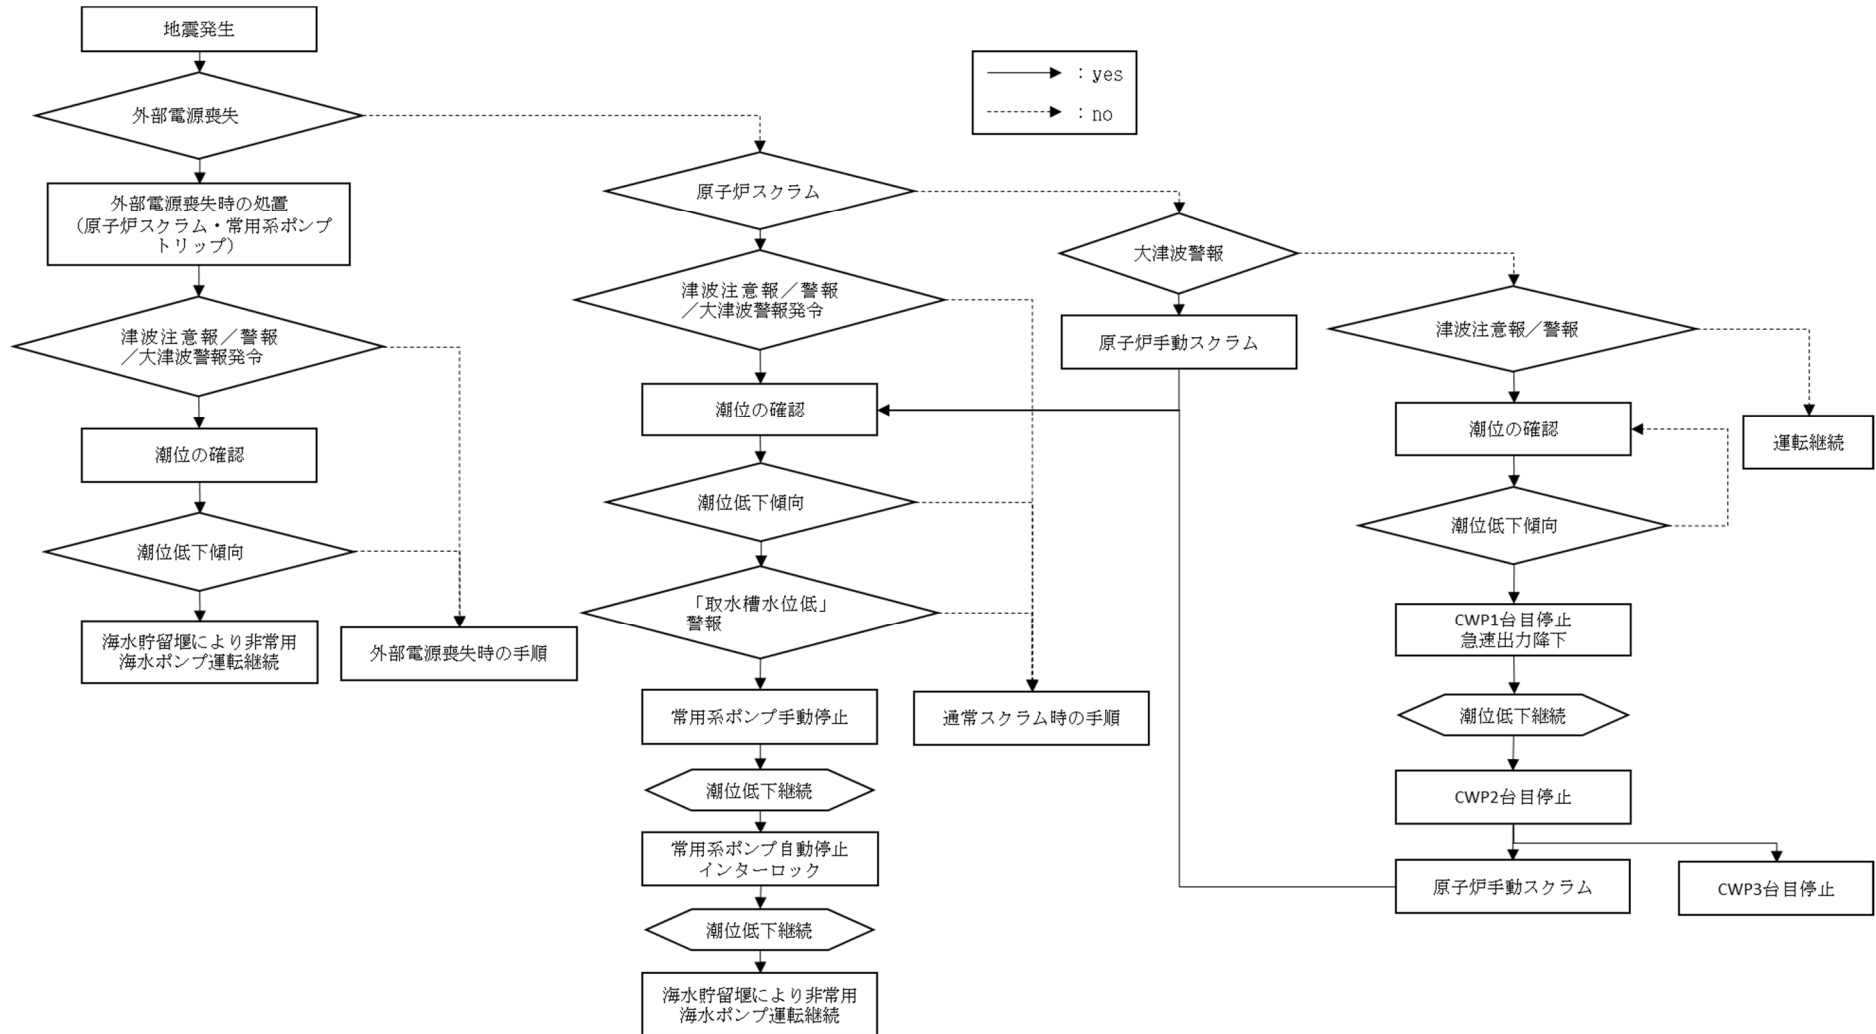 地震発生
外部電源喪失
外部電源喪失時の処置
（原子炉スクラム・常用系ポンプ
トリップ）
津波注意報／警報
／大津波警報発令
潮位の確認
潮位低下傾向
海水貯留堰により非常用
海水ポンプ運転継続
外部電源喪失時の手順
原子炉スクラム
津波注意報／警報
／大津波警報発令
潮位の確認
潮位低下傾向
「取水槽水位低」
警報
常用系ポンプ手動停止
潮位低下継続
常用系ポンプ自動停止
インターロック
潮位低下継続
海水貯留堰により非常用
海水ポンプ運転継続
通常スクラム時の手順
：yes
：no
大津波警報
原子炉手動スクラム
津波注意報／警報
潮位の確認
運転継続
潮位低下傾向
CWP1台目停止
急速出力降下
潮位低下継続
CWP2台目停止
原子炉手動スクラム
CWP3台目停止